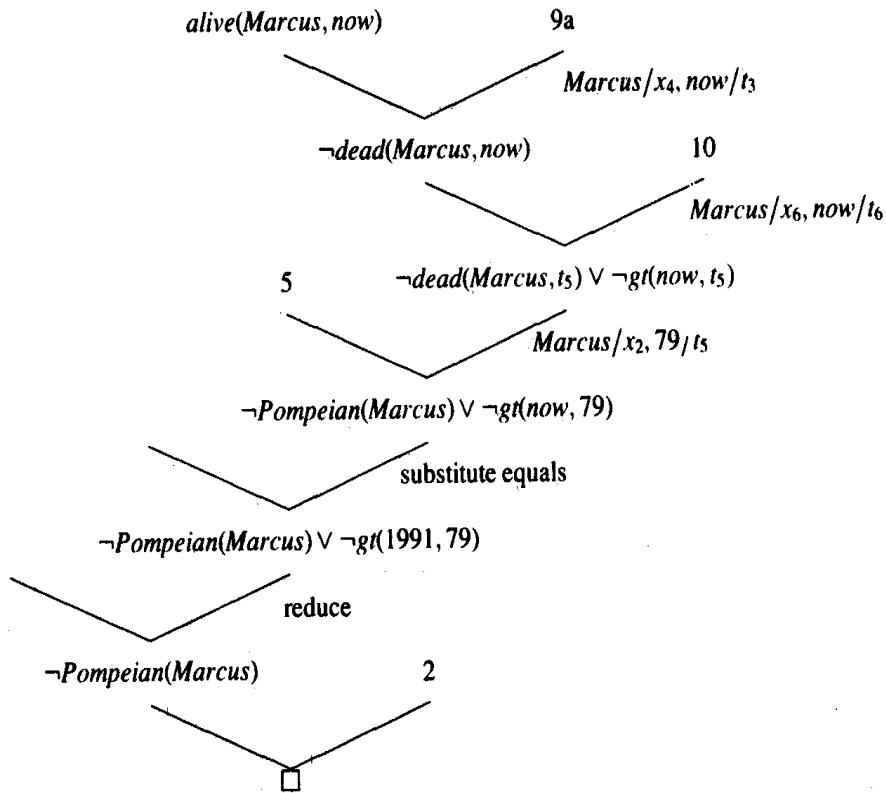 alive(Marcus, now) 9a
Marcus/x₄, now/t₃
¬dead(Marcus, now) 10
Marcus/x₆, now/t₆
5 ¬dead(Marcus, t₅) ∨ ¬gt(now, t₅)
Marcus/x₂, 79/t₅
¬Pompeian(Marcus) ∨ ¬gt(now, 79)
substitute equals
¬Pompeian(Marcus) ∨ ¬gt(1991, 79)
reduce
¬Pompeian(Marcus) 2